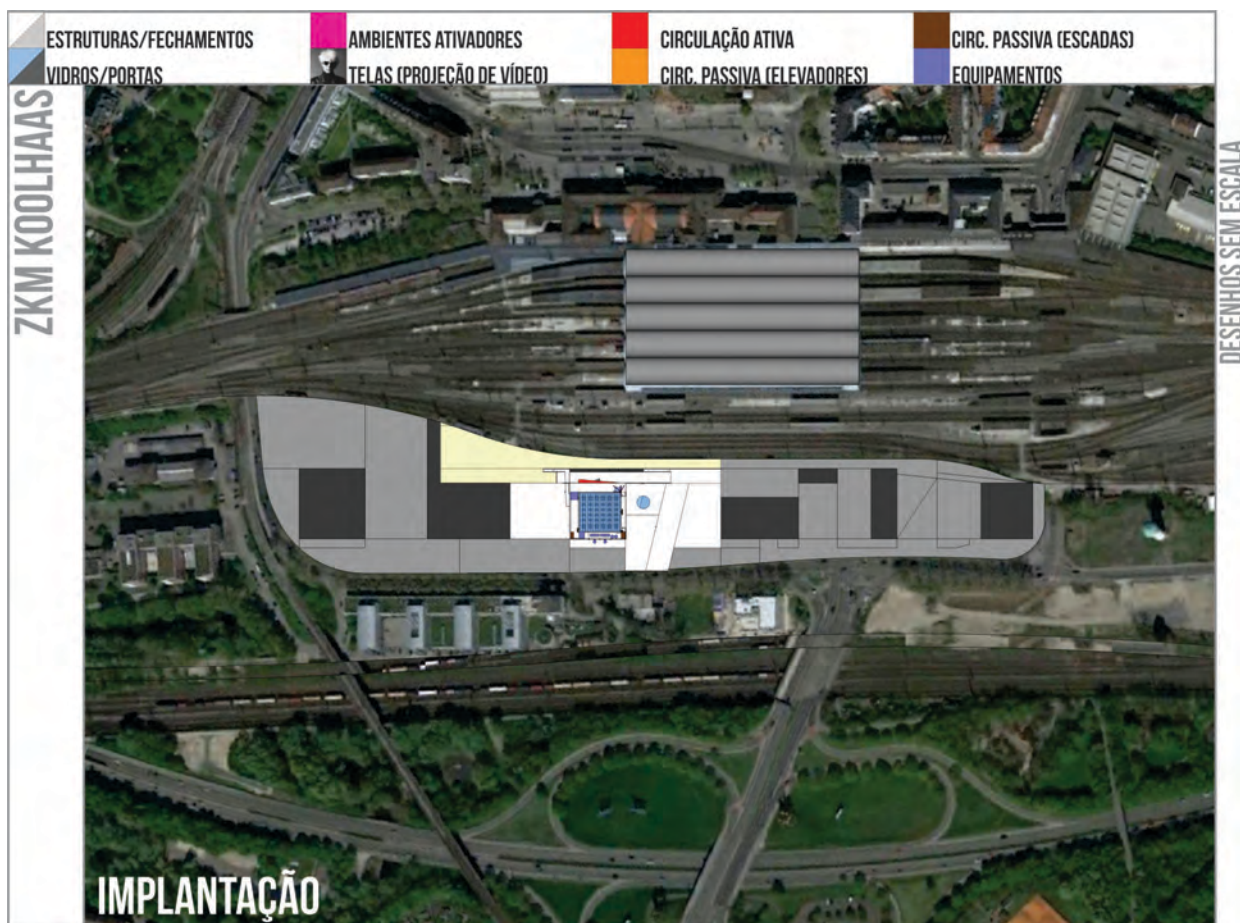 ESTRUTURAS/FECHAMENTOS
AMBIENTES ATIVADORES
CIRCULAÇÃO ATIVA
CIRC. PASSIVA (ESCADAS)
VIDROS/PORTAS
TELAS (PROJEÇÃO DE VÍDEO)
CIRC. PASSIVA (ELEVADORES)
EQUIPAMENTOS
ZKM KOOLHAAS
DESENHOS SEM ESCALA
IMPLANTAÇÃO